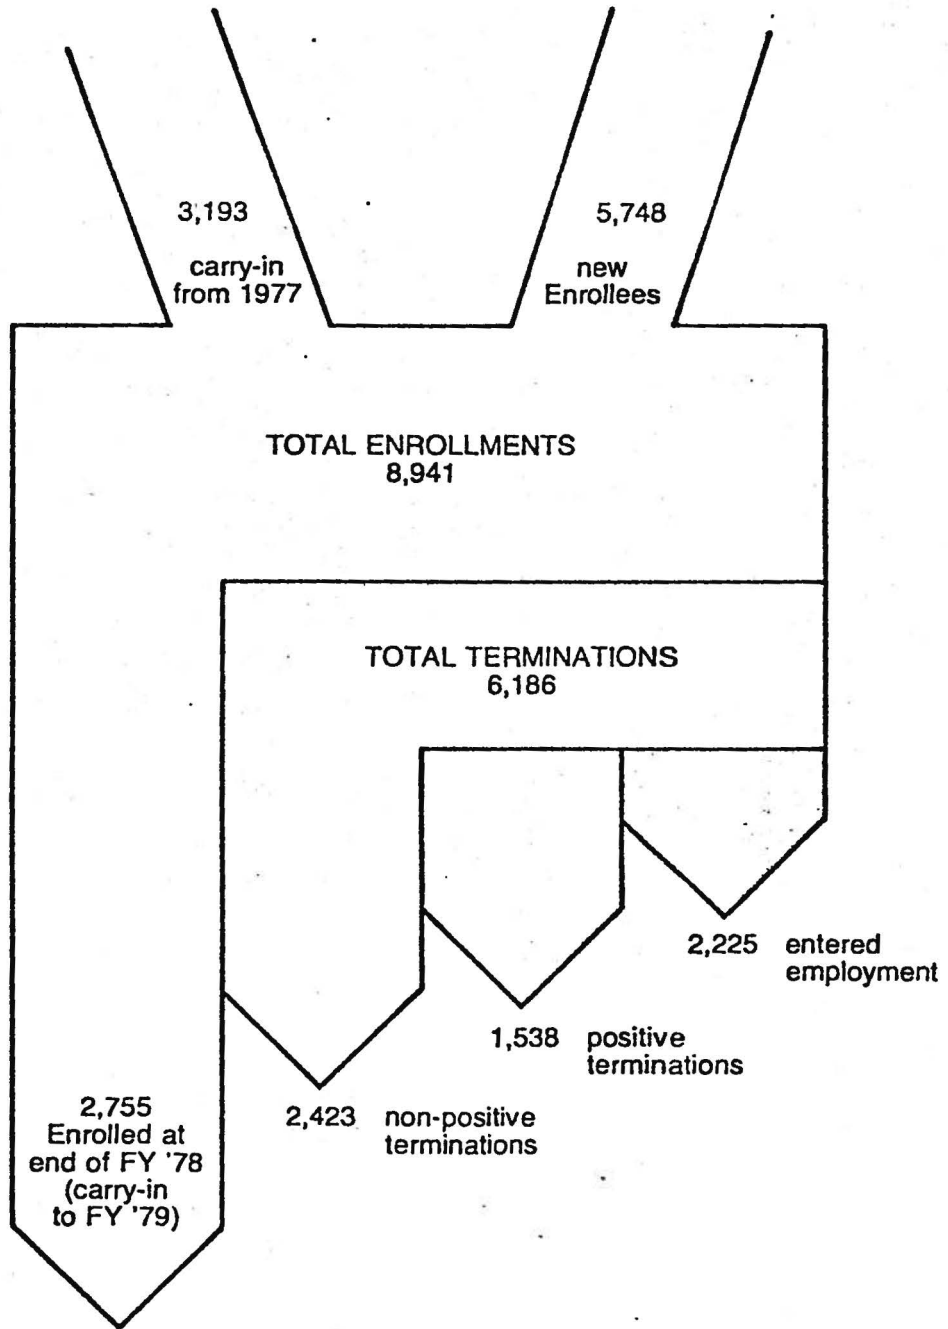 3,193
carry-in
from 1977
5,748
new
Enrollees
TOTAL ENROLLMENTS
8,941
TOTAL TERMINATIONS
6,186
2,225 entered
employment
1,538 positive
terminations
2,423 non-positive
terminations
2,755
Enrolled at
end of FY '78
(carry-in
to FY '79)